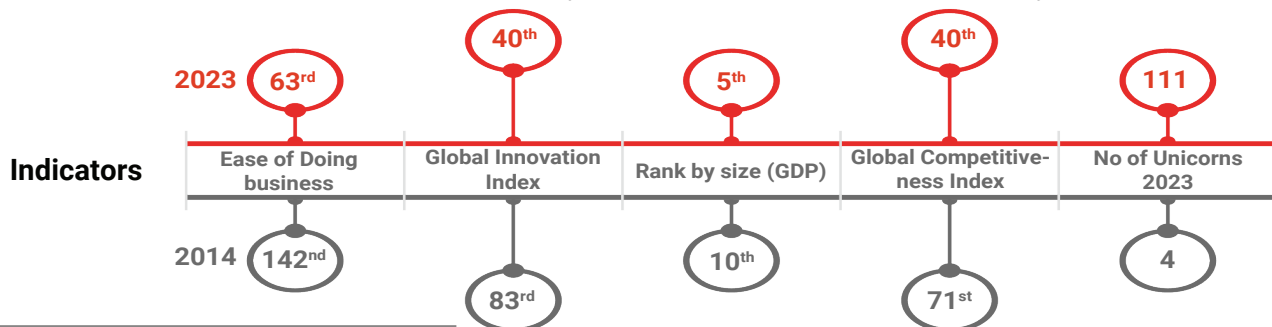 40th
40th
2023
63rd
5th
111
Indicators
Ease of Doing
business
Global Innovation
Index
Rank by size (GDP)
Global Competitive-
ness Index
No of Unicorns
2023
2014
142nd
10th
4
83rd
71st